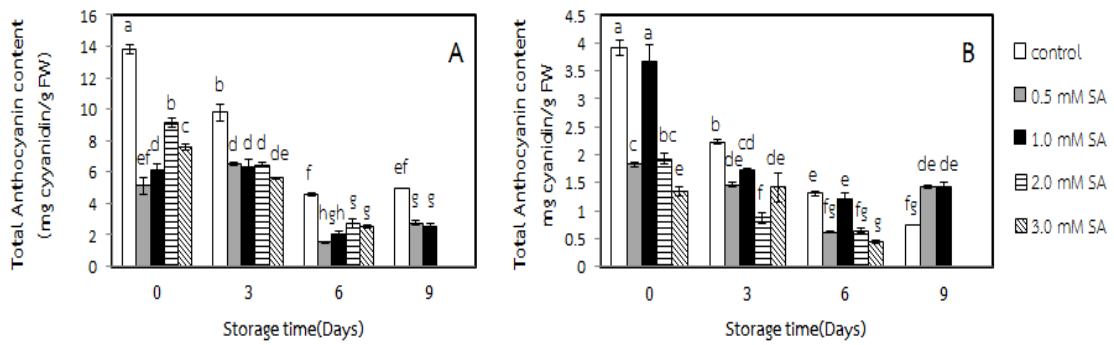 Total Anthocyanin content
(mg cyyanidin/g FW)
16
14
12
10
8
6
4
2
0
A
a
ef
d
b
c
b
d
d
d
de
f
h
gh
g
g
ef
g
g
0
3
6
9
Storage time(Days)
Total Anthocyanin content
mg cyanidin/g FW
4.5
4
3.5
3
2.5
2
1.5
1
0.5
0
B
a
c
a
bc
e
b
de
cd
f
de
e
fg
e
fg
g
fg
de
de
0
3
6
9
Storage time(Days)
control
0.5 mM SA
1.0 mM SA
2.0 mM SA
3.0 mM SA